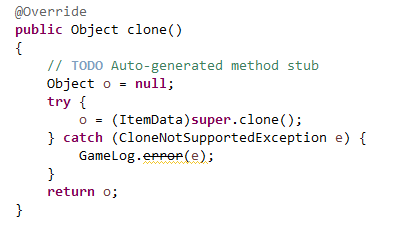 @Override
public Object clone()
{
    // TODO Auto-generated method stub
    Object o = null;
    try {
        o = (ItemData)super.clone();
    } catch (CloneNotSupportedException e) {
        GameLog.error(e);
    }
    return o;
}